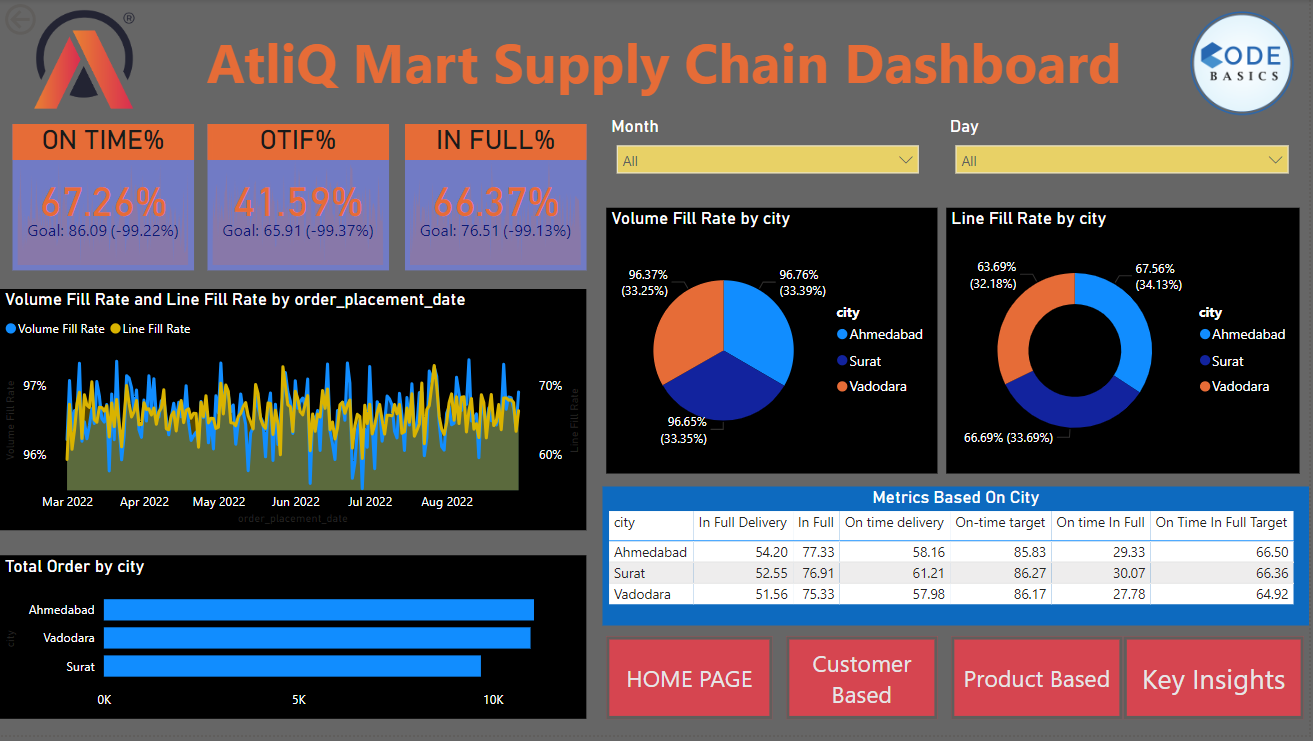 ®
AtliQ Mart Supply Chain Dashboard
CODE
BASICS
ON TIME%
67.26%
Goal: 86.09 (-99.22%)
OTIF%
41.59%
Goal: 65.91 (-99.37%)
IN FULL%
66.37%
Goal: 76.51 (-99.13%)
Month
All
Day
All
Volume Fill Rate and Line Fill Rate by order_placement_date
Volume Fill Rate Line Fill Rate
Volume Fill Rate
97%
96%
70%
60%
Line Fill Rate
Mar 2022 Apr 2022 May 2022 Jun 2022 Jul 2022 Aug 2022
order_placement_date
Volume Fill Rate by city
96.37%
(33.25%)
96.76%
(33.39%)
96.65%
(33.35%)
city
Ahmedabad
Surat
Vadodara
Line Fill Rate by city
63.69%
(32.18%)
67.56%
(34.13%)
66.69% (33.69%)
city
Ahmedabad
Surat
Vadodara
Total Order by city
city
Ahmedabad
Vadodara
Surat
0K 5K 10K
Metrics Based On City
city In Full Delivery In Full On time delivery On-time target On time In Full On Time In Full Target
Ahmedabad 54.20 77.33 58.16 85.83 29.33 66.50
Surat 52.55 76.91 61.21 86.27 30.07 66.36
Vadodara 51.56 75.33 57.98 86.17 27.78 64.92
HOME PAGE
Customer
Based
Product Based
Key Insights